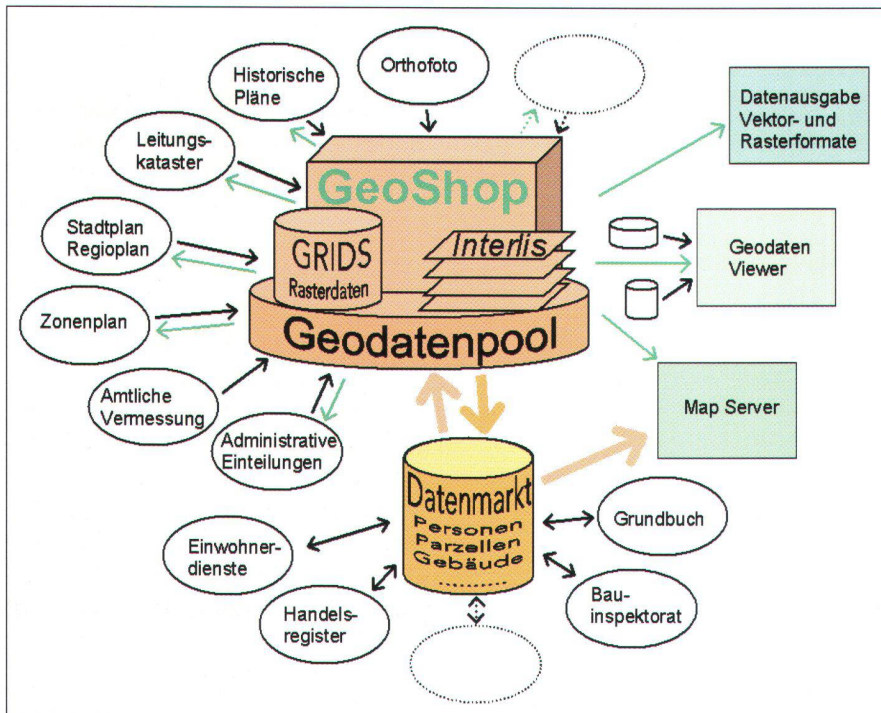 Historische
Pläne
Orthofoto
Datenausgabe
Vektor- und
Rasterformate
Leitungs-
kataster
GeoShop
Stadtplan
Regioplan
GRIDS
Rasterdaten
Interlis
Geodaten
Viewer
Zonenplan
Geodatenpool
Amtliche
Vermessung
Administrative
Einteilungen
Map Server
Datenmarkt
Personen
Parzellen
Gebäude
..........
Grundbuch
Einwohner-
dienste
Handels-
register
Bau-
inspektorat